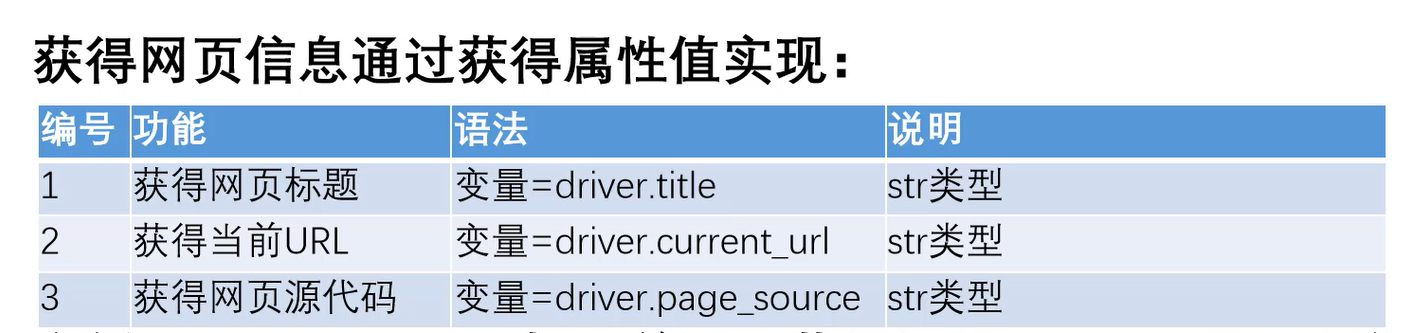 获得网页信息通过获得属性值实现：
编号 功能 语法 说明
1 获得网页标题 变量=driver.title str类型
2 获得当前URL 变量=driver.current_url str类型
3 获得网页源代码 变量=driver.page_source str类型